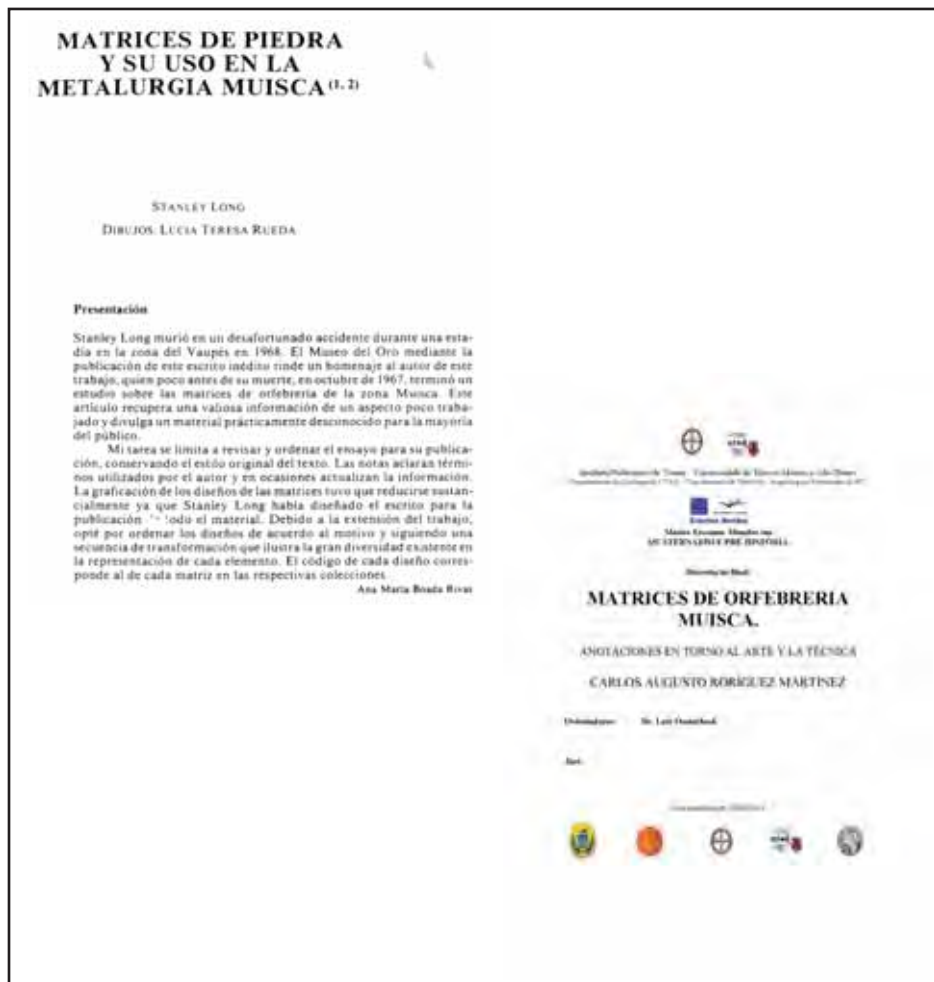 MATRICES DE PIEDRA
Y SU USO EN LA
METALURGIA MUISCA (1, 2)
STANLEY LONG
DIBUJOS: LUCIA TERESA RUEDA
Presentación
Stanley Long murió en un desafortunado accidente durante una esta-
día en la zona del Vaupés en 1968. El Museo del Oro mediante la
publicación de este escrito inédito rinde un homenaje al autor de este
trabajo, quien poco antes de su muerte, en octubre de 1967, terminó un
estudio sobre las matrices de orfebrería de la zona Muisca. Este
artículo recupera una valiosa información de un aspecto poco traba-
jado y divulga un material prácticamente desconocido para la mayoría
del público.
Mi tarea se limita a revisar y ordenar el ensayo para su publica-
ción, conservando el estilo original del texto. Las notas aclaran térmi-
nos utilizados por el autor y en ocasiones actualizan la información.
La graficación de los diseños de las matrices tuvo que reducirse sustan-
cialmente ya que Stanley Long había diseñado el escrito para la
publicación odo el material. Debido a la extensión del trabajo,
opté por ordenar los diseños de acuerdo al motivo y siguiendo una
secuencia de transformación que ilustra la gran diversidad existente en
la representación de cada elemento. El código de cada diseño corres-
ponde al de cada matriz en las respectivas colecciones.
Ana María Boada Rivas
MATRICES DE ORFEBRERIA
MUISCA.
ANOTACIONES EN TORNO AL ARTE Y LA TÉCNICA
CARLOS AUGUSTO RORIGUEZ MARTINEZ